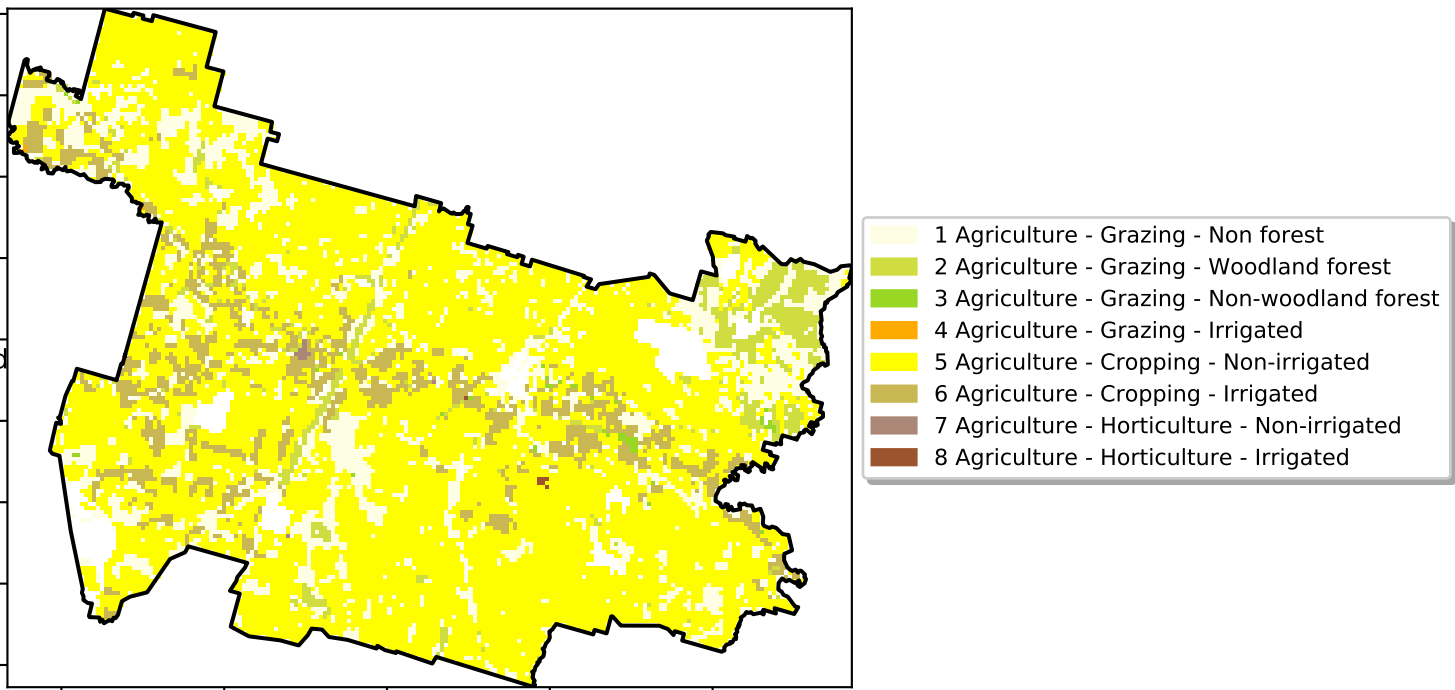 1 Agriculture - Grazing - Non forest
2 Agriculture - Grazing - Woodland forest
3 Agriculture - Grazing - Non-woodland forest
4 Agriculture - Grazing - Irrigated
5 Agriculture - Cropping - Non-irrigated
6 Agriculture - Cropping - Irrigated
7 Agriculture - Horticulture - Non-irrigated
8 Agriculture - Horticulture - Irrigated